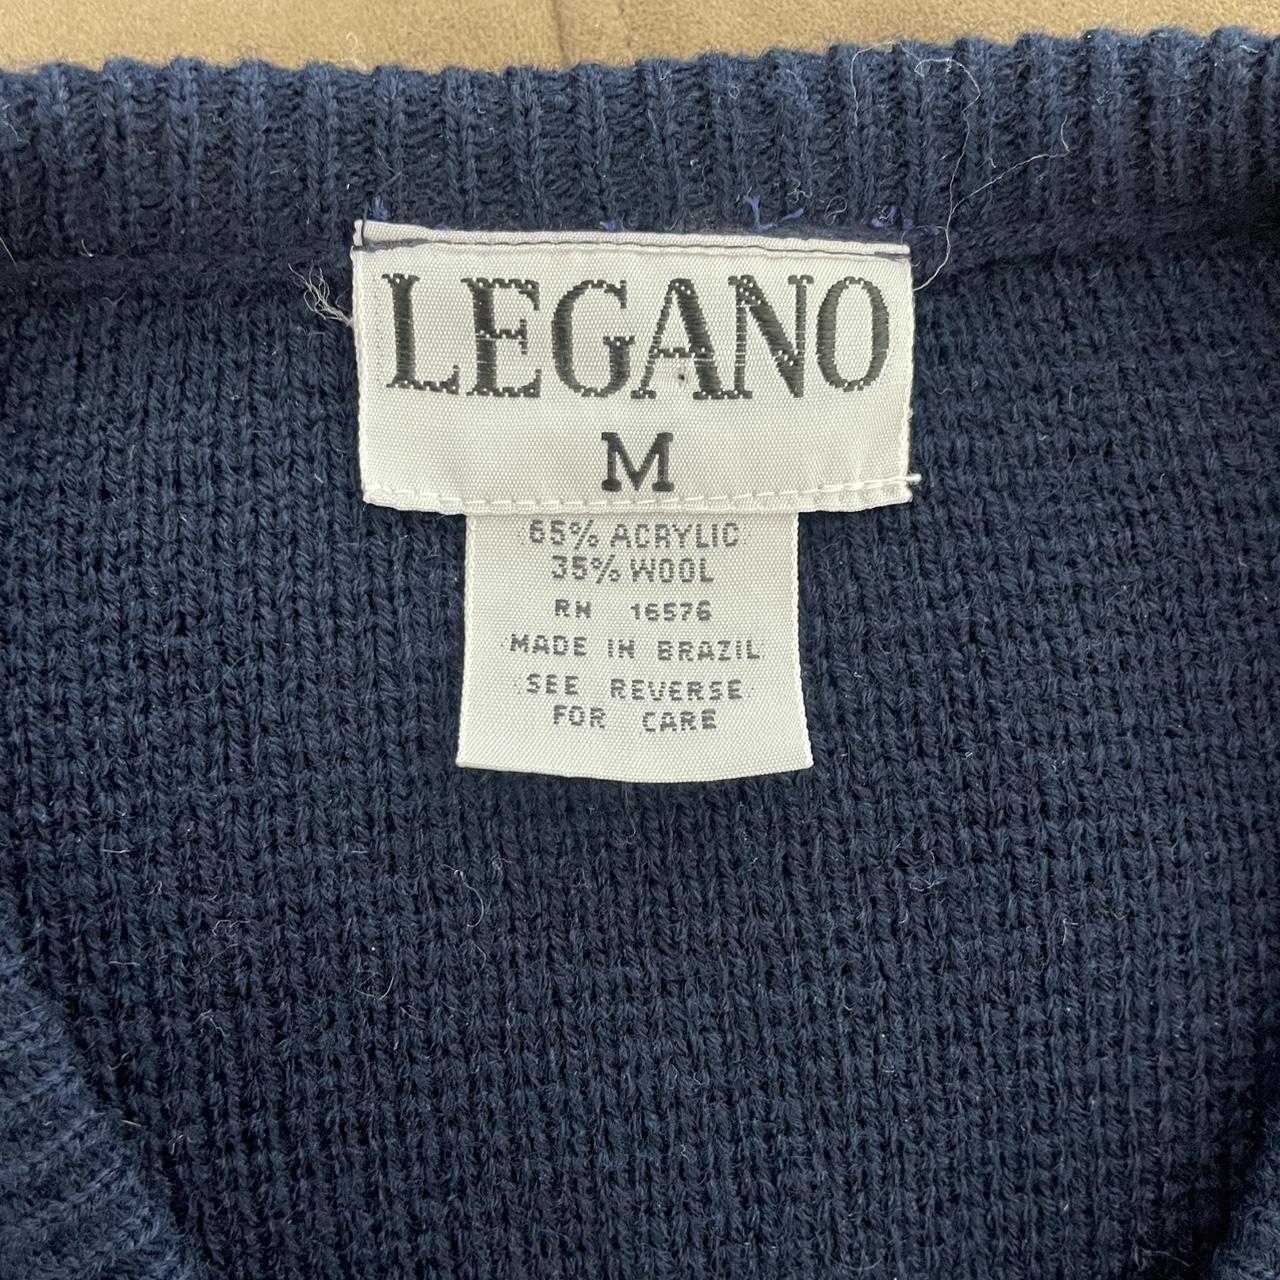 LEGANO
M
65% ACRYLIC
35% WOOL
RN 16576
MADE IN BRAZIL
SEE REVERSE
FOR CARE